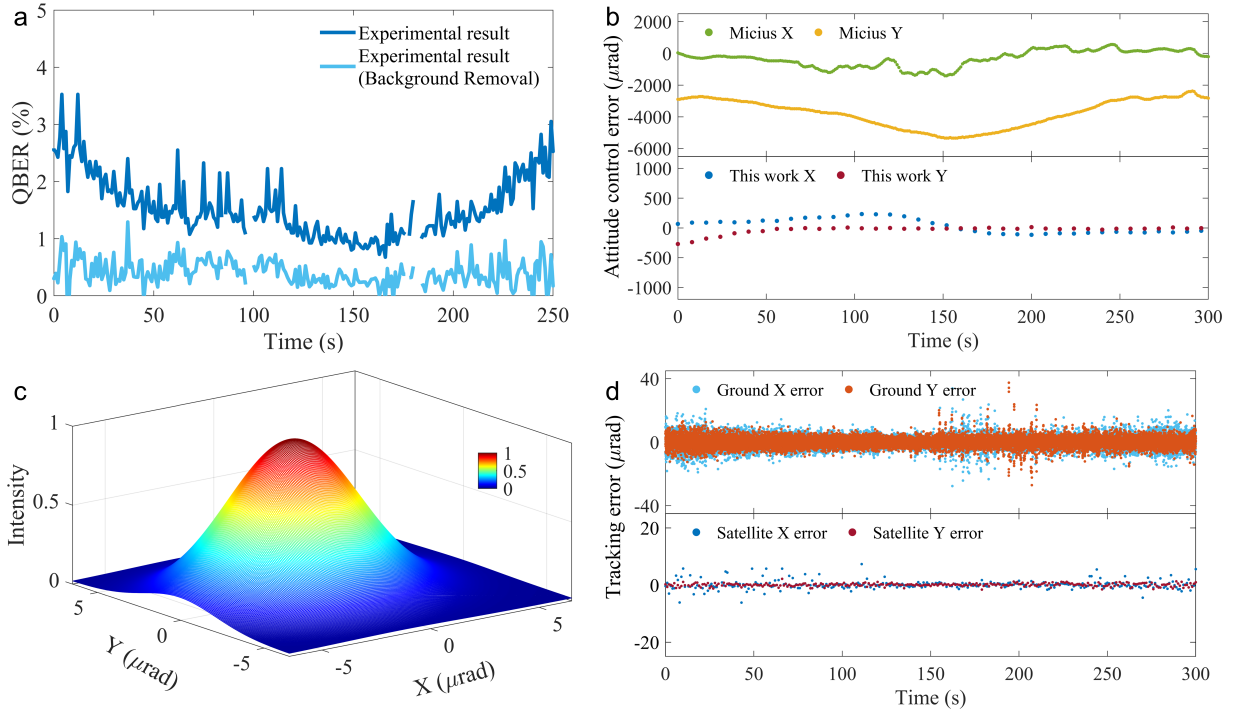 a
5
4
3
2
1
0
QBER (%)
Experimental result
Experimental result
(Background Removal)
0
50
100
150
200
250
Time (s)
b
2000
0
-2000
-4000
-6000
1000
500
0
-500
-1000
Attitude control error (μrad)
Micius X
Micius Y
This work X
This work Y
0
50
100
150
200
250
300
Time (s)
c
1
0.5
0
Intensity
1
0.5
0
5
0
-5
Y (μrad)
-5
0
5
X (μrad)
d
40
0
-40
20
0
-20
Tracking error (μrad)
Ground X error
Ground Y error
Satellite X error
Satellite Y error
0
50
100
150
200
250
300
Time (s)